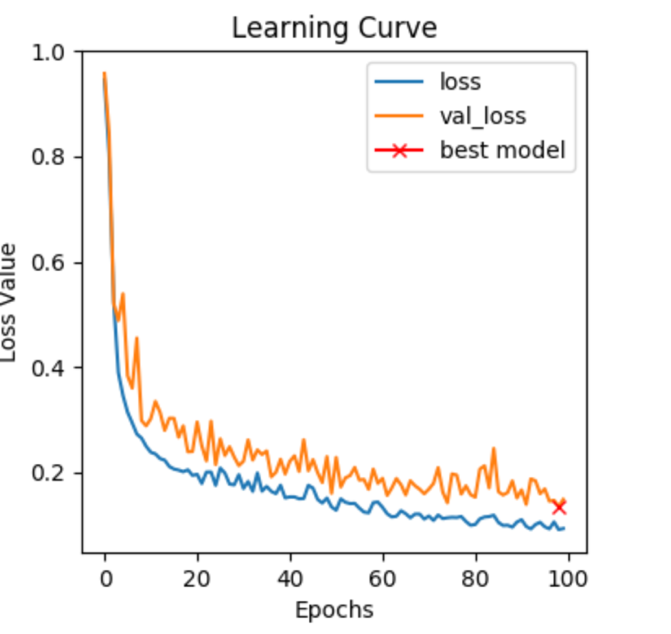 Learning Curve
1.0
0.8
0.6
0.4
0.2
Loss Value
loss
val_loss
best model
0 20 40 60 80 100
Epochs